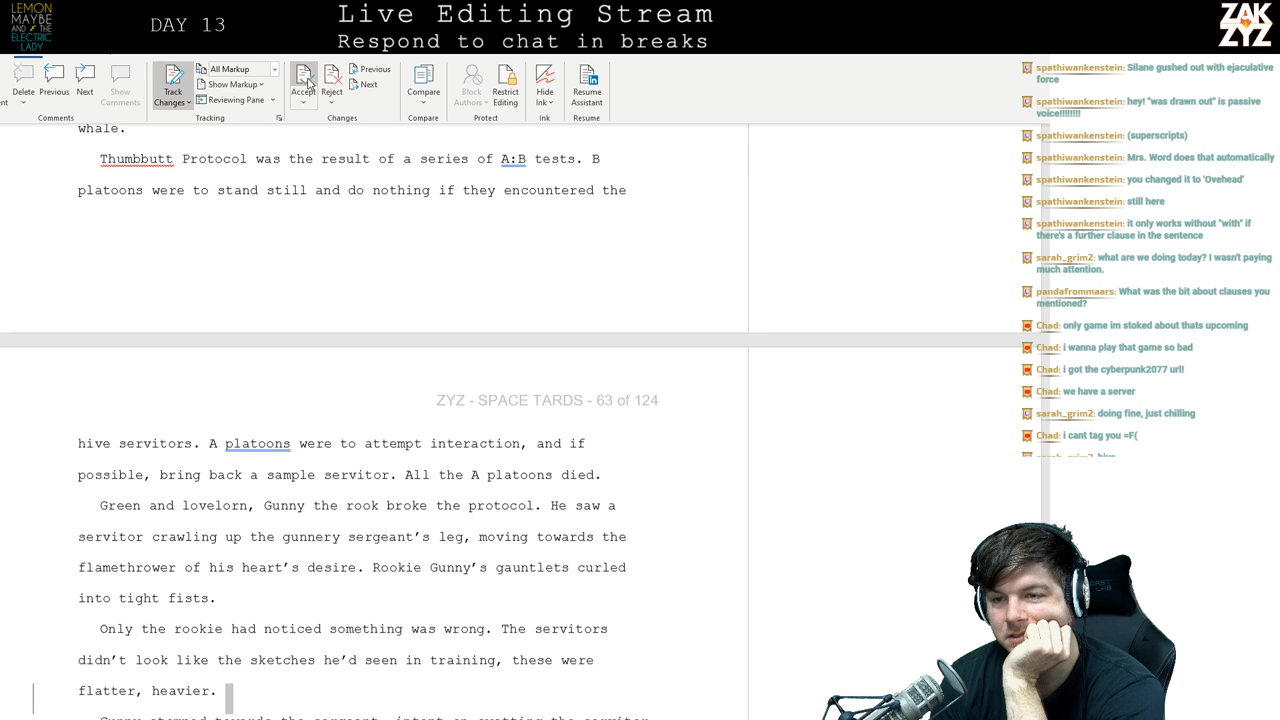 LEMON
MAYBE
AND THE
ELECTRIC
LADY
DAY 13
Live Editing Stream
Respond to chat in breaks
ZAK
ZYZ
Delete
Previous
Next
Show
Comments
Comments
Track
Changes
All Markup
Show Markup
Reviewing Pane
Tracking
Accept
Reject
Previous
Next
Changes
Compare
Compare
Block
Authors
Restrict
Editing
Protect
Hide
Ink
Ink
Resume
Assistant
Resume
whale.
Thumbbutt Protocol was the result of a series of A:B tests. B
platoons were to stand still and do nothing if they encountered the
ZYZ - SPACE TARDS - 63 of 124
hive servitors. A platoons were to attempt interaction, and if
possible, bring back a sample servitor. All the A platoons died.
Green and lovelorn, Gunny the rook broke the protocol. He saw a
servitor crawling up the gunnery sergeant's leg, moving towards the
flamethrower of his heart's desire. Rookie Gunny's gauntlets curled
into tight fists.
Only the rookie had noticed something was wrong. The servitors
didn't look like the sketches he'd seen in training, these were
flatter, heavier.
spathiwankenstein: Silane gushed out with ejaculative
force
spathiwankenstein: hey! "was drawn out" is passive
voice!!!!!!!!
spathiwankenstein: (superscripts)
spathiwankenstein: Mrs. Word does that automatically
spathiwankenstein: you changed it to 'Ovehead'
spathiwankenstein: still here
spathiwankenstein: it only works without "with" if
there's a further clause in the sentence
sarah_grim2: what are we doing today? I wasn't paying
much attention.
pandafrommaars: What was the bit about clauses you
mentioned?
Chad: only game im stoked about thats upcoming
Chad: i wanna play that game so bad
Chad: i got the cyberpunk2077 url!
Chad: we have a server
sarah_grim2: doing fine, just chilling
Chad: i cant tag you =F(